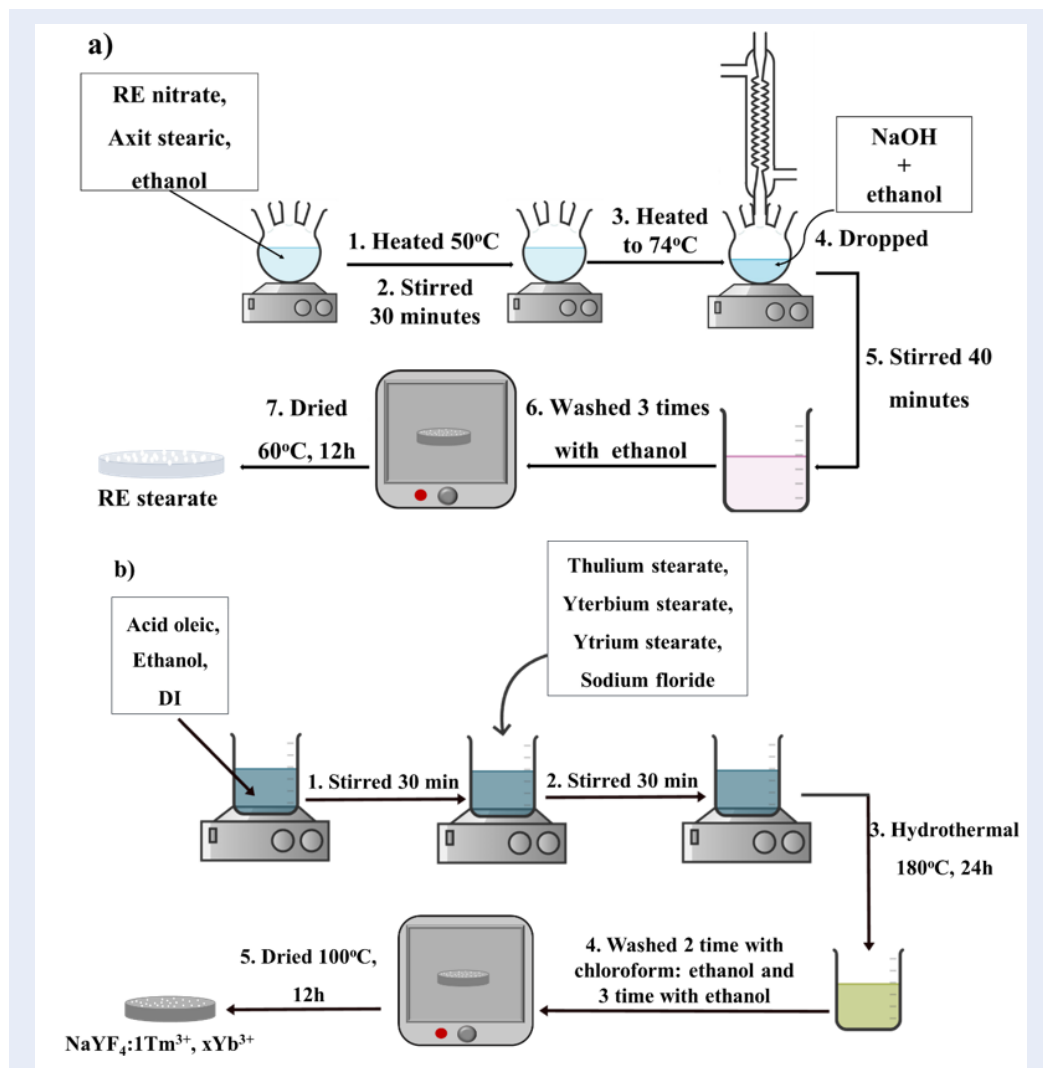 a)
RE nitrate,
Axit stearic,
ethanol
1. Heated 50°C
2. Stirred
30 minutes
3. Heated
to 74°C
NaOH
+
ethanol
4. Dropped
5. Stirred 40
minutes
6. Washed 3 times
with ethanol
7. Dried
60°C, 12h
RE stearate
b)
Acid oleic,
Ethanol,
DI
1. Stirred 30 min
Thulium stearate,
Yterbium stearate,
Ytrium stearate,
Sodium floride
2. Stirred 30 min
3. Hydrothermal
180°C, 24h
4. Washed 2 time with
chloroform: ethanol and
3 time with ethanol
5. Dried 100°C,
12h
NaYF₄:1Tm³⁺, xYb³⁺